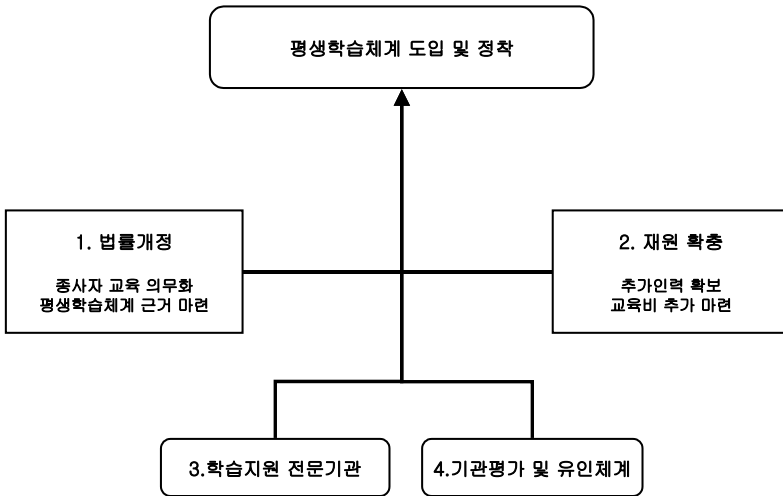 평생학습체계 도입 및 정착
1. 법률개정
종사자 교육 의무화
평생학습체계 근거 마련
2. 재원 확충
추가인력 확보
교육비 추가 마련
3.학습지원 전문기관
4.기관평가 및 유인체계